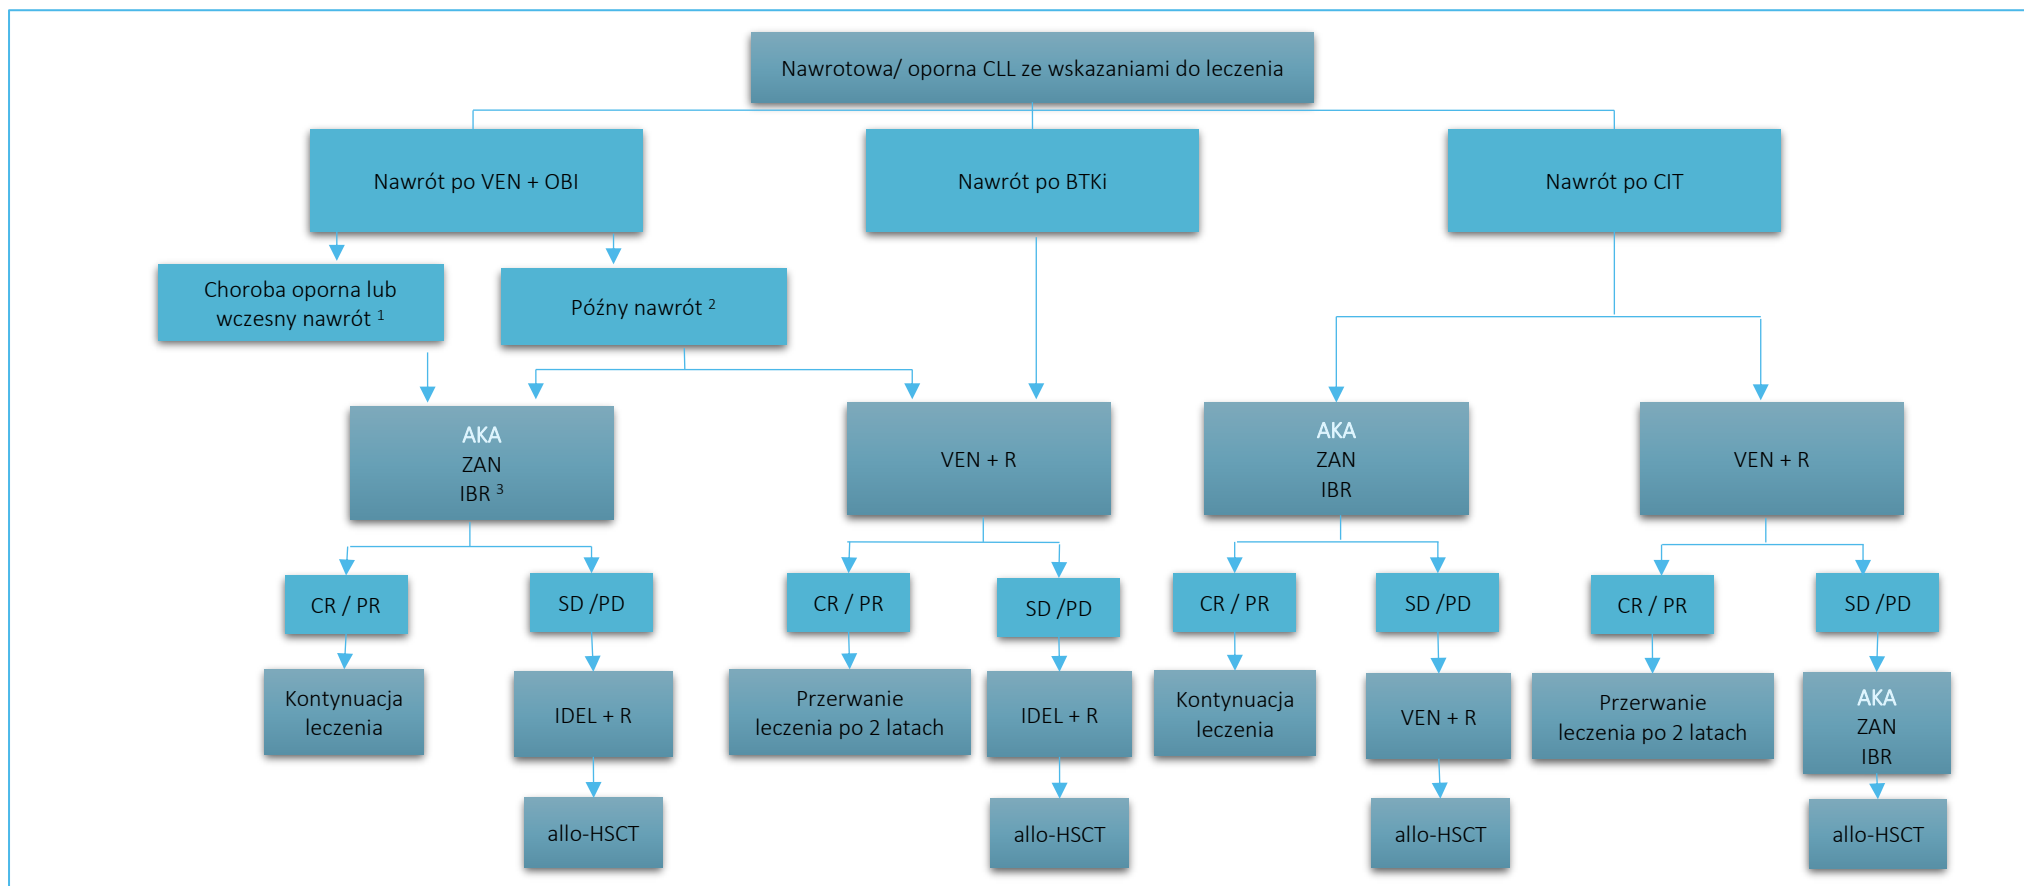 Nawrotowa/ oporna CLL ze wskazaniami do leczenia
Nawrót po VEN + OBI
Nawrót po BTKi
Nawrót po CIT
Choroba oporna lub
wczesny nawrót ¹
Późny nawrót ²
AKA
ZAN
IBR ³
VEN + R
AKA
ZAN
IBR
VEN + R
CR / PR
SD /PD
CR / PR
SD /PD
CR / PR
SD /PD
CR / PR
SD /PD
Kontynuacja
leczenia
IDEL + R
Przerwanie
leczenia po 2 latach
IDEL + R
Kontynuacja
leczenia
VEN + R
Przerwanie
leczenia po 2 latach
AKA
ZAN
IBR
allo-HSCT
allo-HSCT
allo-HSCT
allo-HSCT